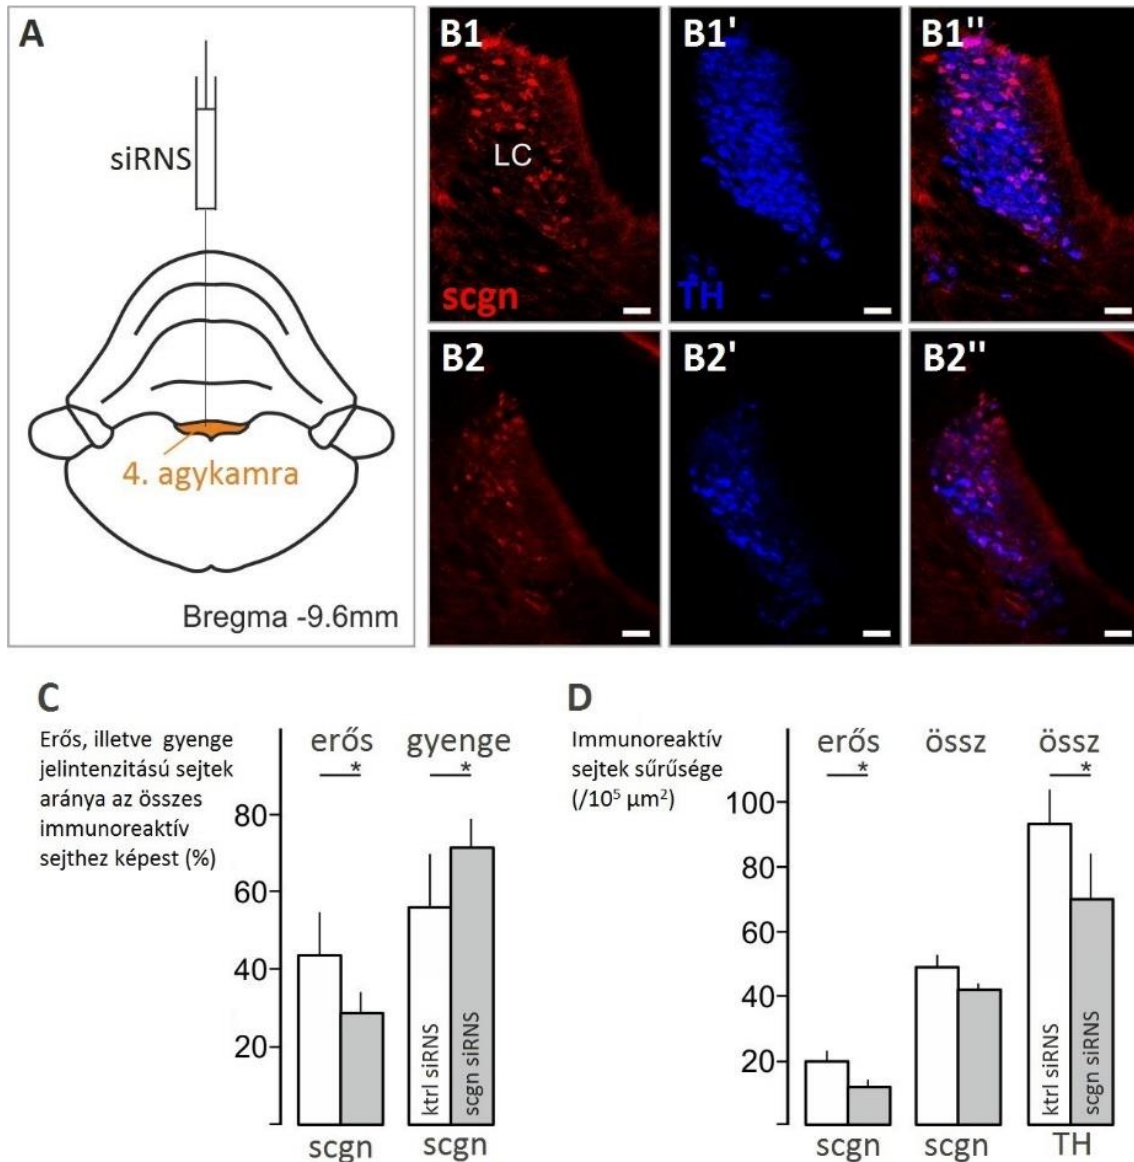 A
siRNS
4. agykamra
Bregma -9.6mm
B1
LC
scgn
B1'
TH
B1''
B2
B2'
B2''
C
Erős, illetve gyenge
jelintenzitású sejtek
aránya az összes
immunoreaktív
sejthez képest (%)
erős
gyenge
*
*
80
60
40
20
ktrl siRNS
scgn siRNS
scgn
scgn
D
Immunoreaktív
sejtek sűrűsége
(/10⁵ µm²)
erős
össz
össz
*
*
100
80
60
40
20
ktrl siRNS
scgn siRNS
scgn
scgn
TH